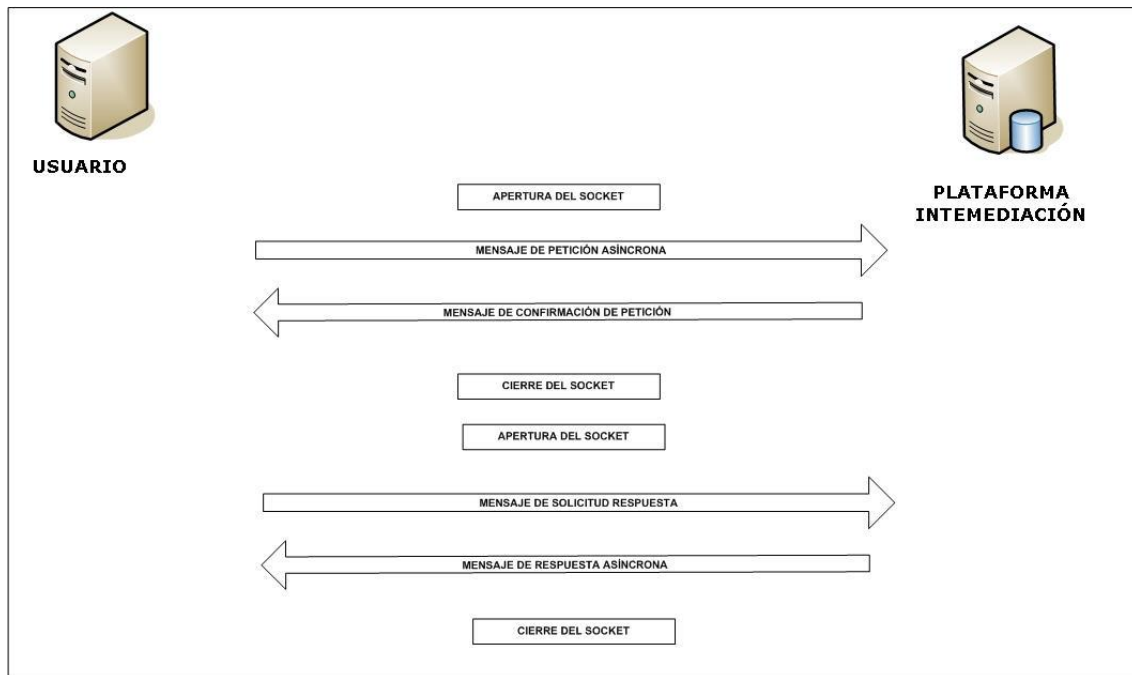 USUARIO
PLATAFORMA
INTEMEDIACIÓN
APERTURA DEL SOCKET
MENSAJE DE PETICIÓN ASÍNCRONA
MENSAJE DE CONFIRMACIÓN DE PETICIÓN
CIERRE DEL SOCKET
APERTURA DEL SOCKET
MENSAJE DE SOLICITUD RESPUESTA
MENSAJE DE RESPUESTA ASÍNCRONA
CIERRE DEL SOCKET